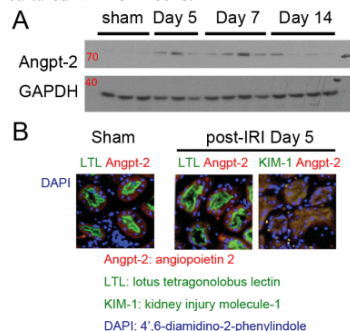 A
sham Day 5 Day 7 Day 14
Angpt-2
70
40
GAPDH
B
Sham post-IRI Day 5
LTL Angpt-2 LTL Angpt-2 KIM-1 Angpt-2
DAPI
Angpt-2: angiopoietin 2
LTL: lotus tetragonolobus lectin
KIM-1: kidney injury molecule-1
DAPI: 4',6-diamidino-2-phenylindole